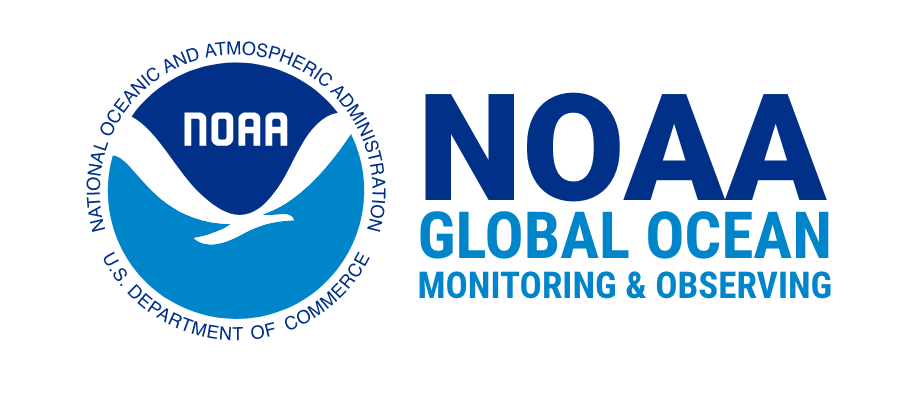 NATIONAL OCEANIC AND ATMOSPHERIC ADMINISTRATION
NOAA
U.S. DEPARTMENT OF COMMERCE
NOAA
GLOBAL OCEAN
MONITORING & OBSERVING